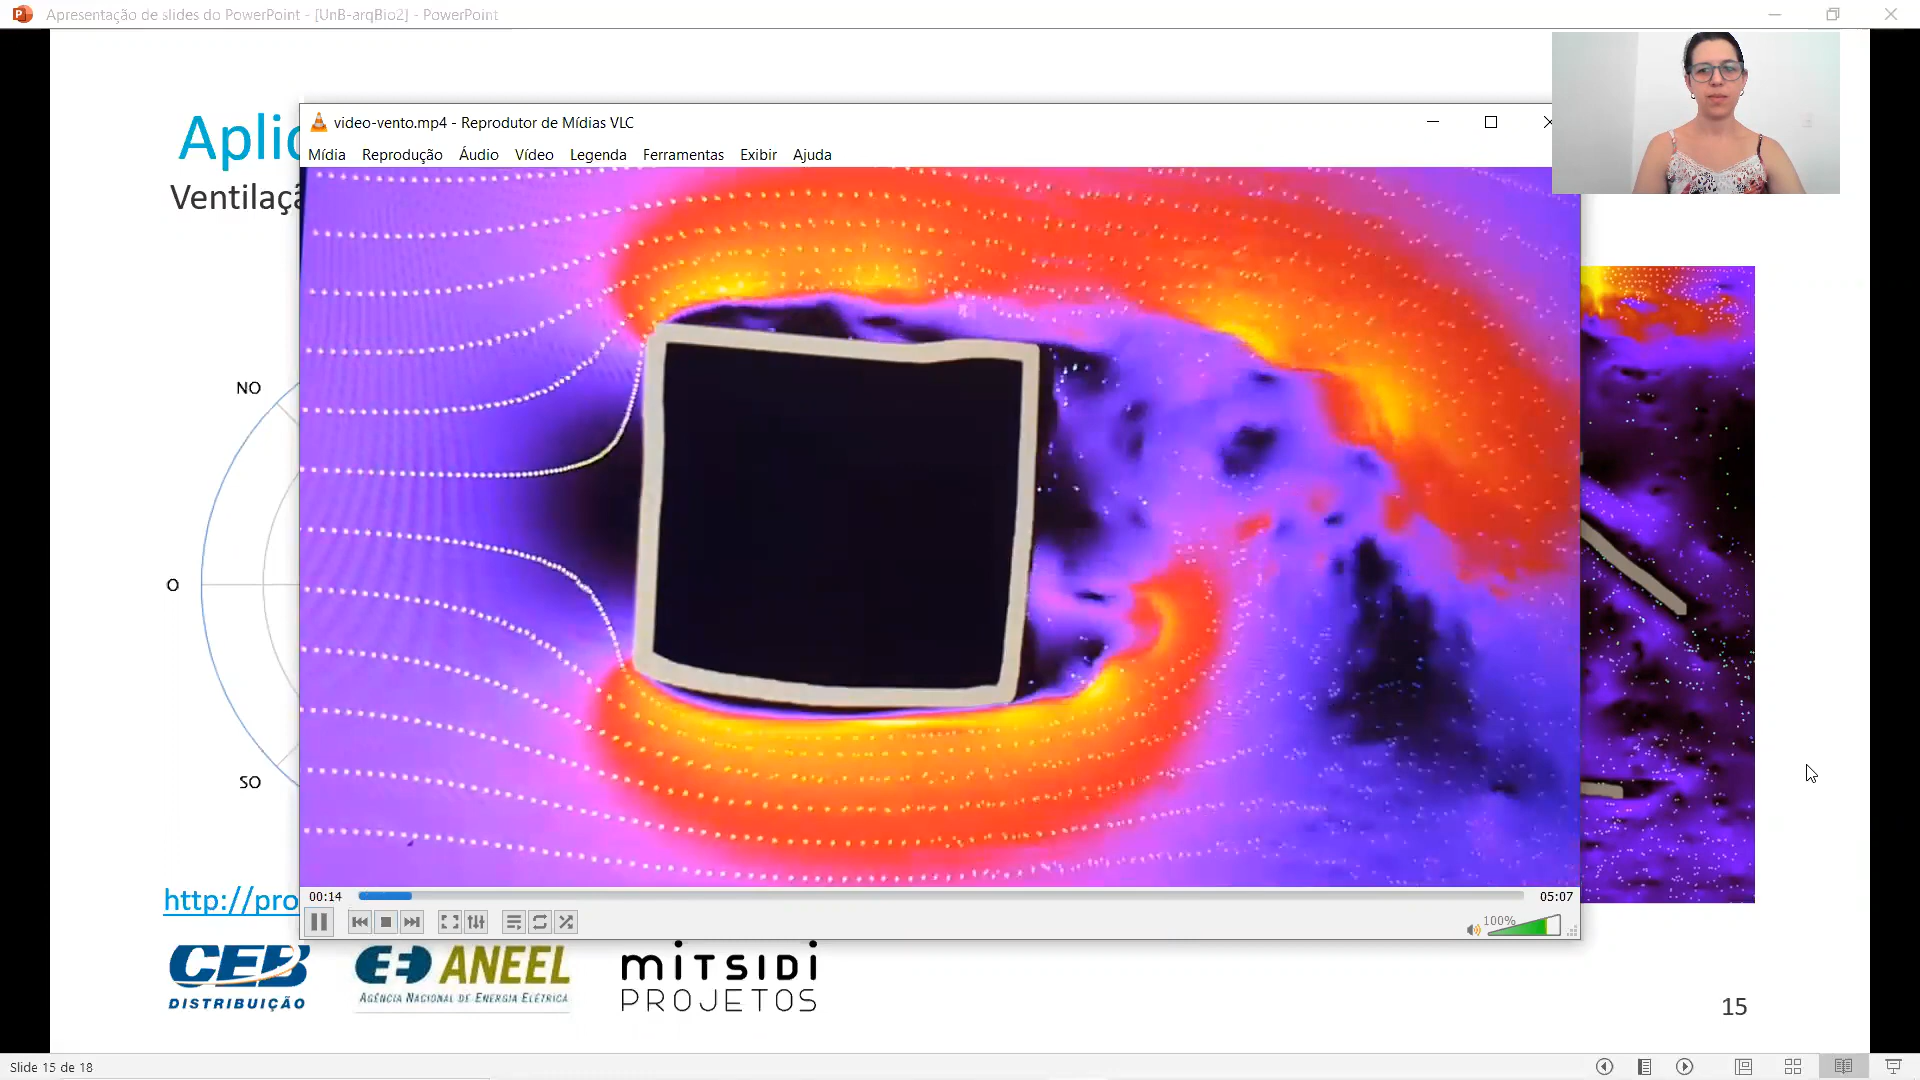 Apresentação de slides do PowerPoint - [UnB-arqBio2] - PowerPoint
Aplic
Ventilaçã
video-vento.mp4 - Reprodutor de Mídias VLC
Mídia Reprodução Áudio Vídeo Legenda Ferramentas Exibir Ajuda
NO
O
SO
00:14
05:07
100%
http://pro
CEB
DISTRIBUIÇÃO
ANEEL
AGÊNCIA NACIONAL DE ENERGIA ELÉTRICA
MITSIDI
PROJETOS
15
Slide 15 de 18